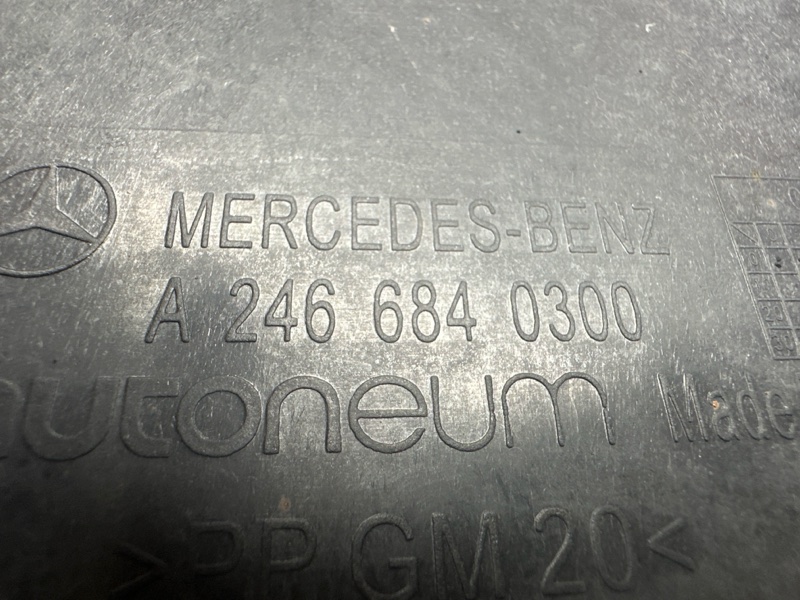 MERCEDES-BENZ
A 246 684 0300
autoneum Made
>PP GM 20<